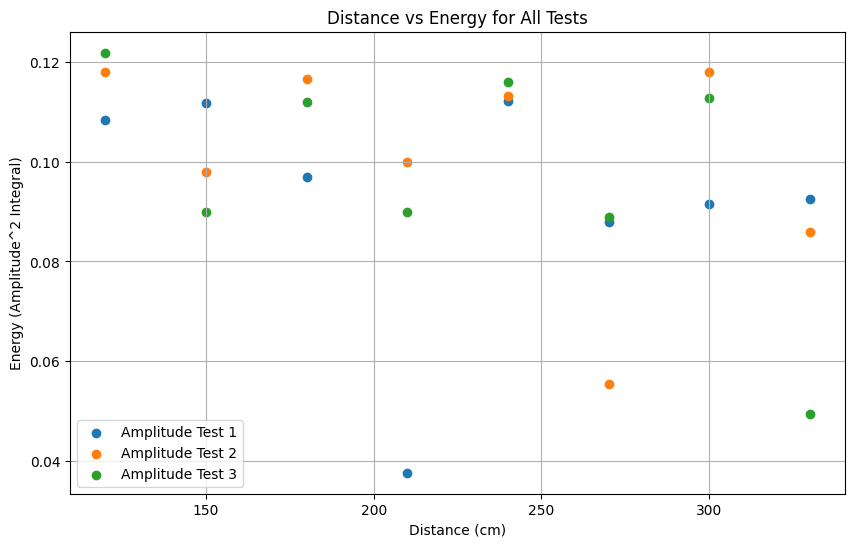 Distance vs Energy for All Tests
Energy (Amplitude^2 Integral)
0.12
0.10
0.08
0.06
0.04
Amplitude Test 1
Amplitude Test 2
Amplitude Test 3
150
200
250
300
Distance (cm)